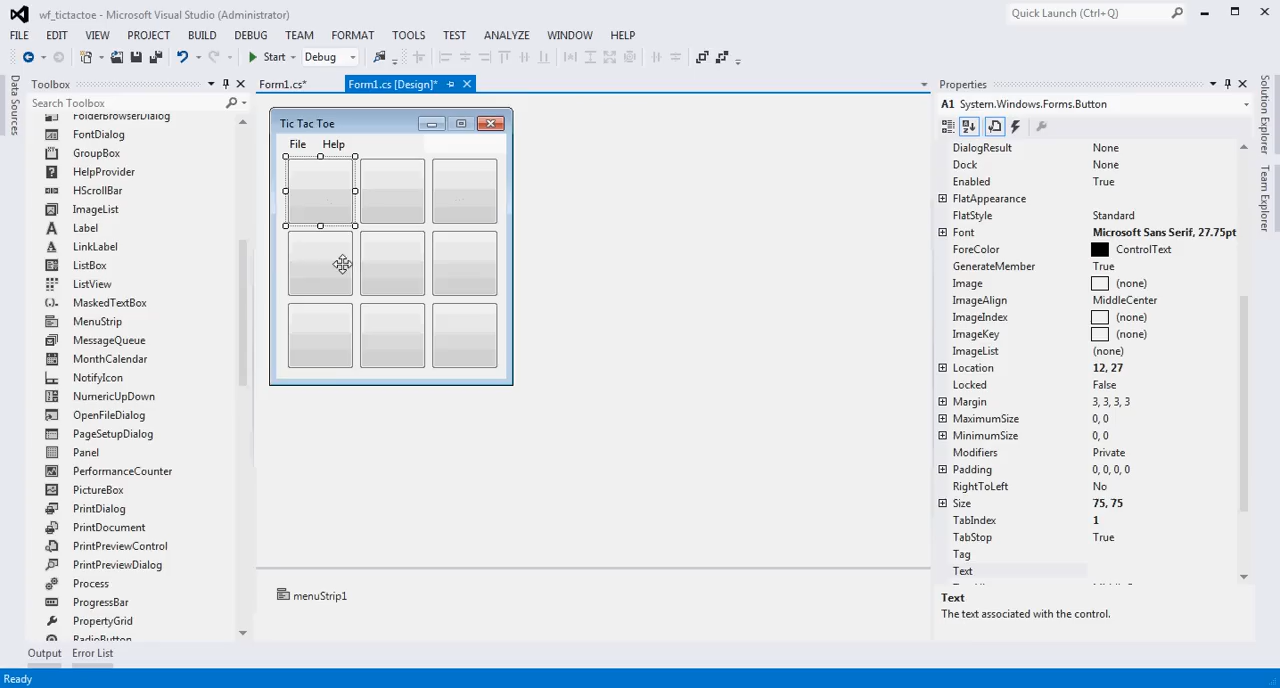 wf_tictactoe - Microsoft Visual Studio (Administrator)
Quick Launch (Ctrl+Q)
FILE EDIT VIEW PROJECT BUILD DEBUG TEAM FORMAT TOOLS TEST ANALYZE WINDOW HELP
Start Debug
Data Sources
Toolbox
Search Toolbox
FolderBrowserDialog
FontDialog
GroupBox
HelpProvider
HScrollBar
ImageList
Label
LinkLabel
ListBox
ListView
MaskedTextBox
MenuStrip
MessageQueue
MonthCalendar
NotifyIcon
NumericUpDown
OpenFileDialog
PageSetupDialog
Panel
PerformanceCounter
PictureBox
PrintDialog
PrintDocument
PrintPreviewControl
PrintPreviewDialog
Process
ProgressBar
PropertyGrid
RadioButton
Form1.cs* Form1.cs [Design]*
Tic Tac Toe
File Help
menuStrip1
Properties
A1 System.Windows.Forms.Button
DialogResult None
Dock None
Enabled True
FlatAppearance
FlatStyle Standard
Font Microsoft Sans Serif, 27.75pt
ForeColor ControlText
GenerateMember True
Image (none)
ImageAlign MiddleCenter
ImageIndex (none)
ImageKey (none)
ImageList (none)
Location 12, 27
Locked False
Margin 3, 3, 3, 3
MaximumSize 0, 0
MinimumSize 0, 0
Modifiers Private
Padding 0, 0, 0, 0
RightToLeft No
Size 75, 75
TabIndex 1
TabStop True
Tag
Text
Text
The text associated with the control.
Solution Explorer
Team Explorer
Output Error List
Ready